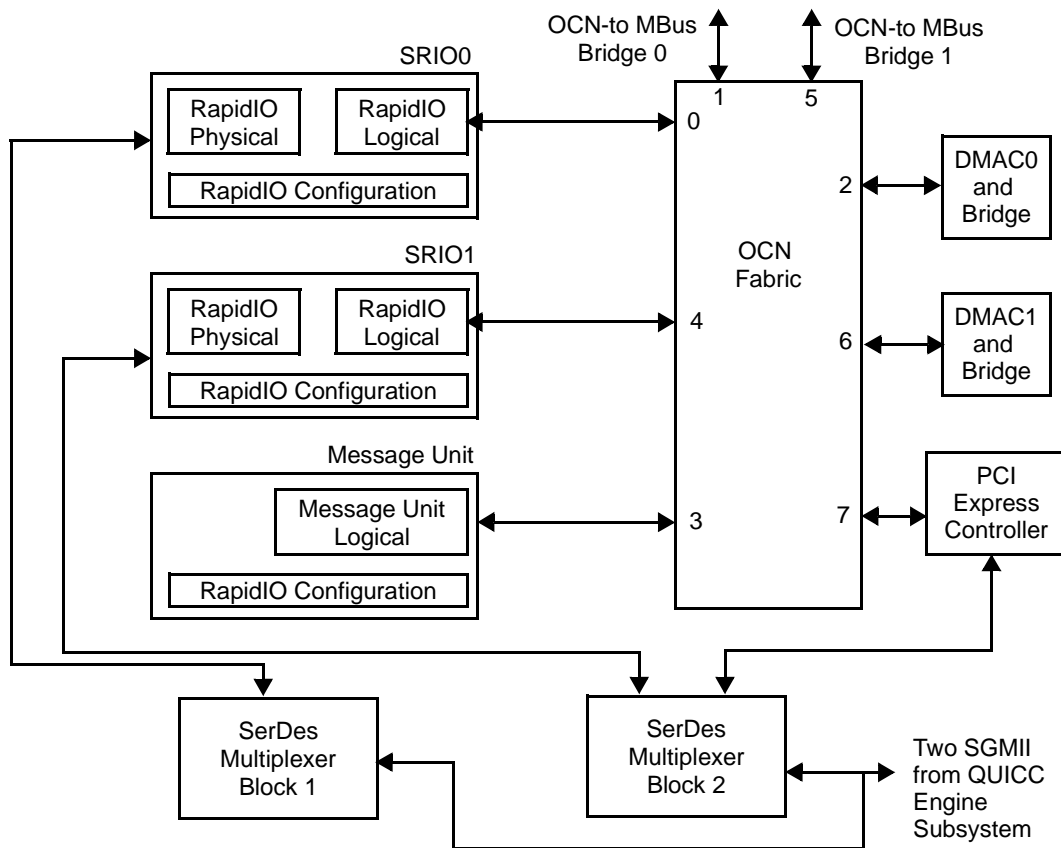 OCN-to MBus
Bridge 0
OCN-to MBus
Bridge 1
SRIO0
RapidIO
Physical
RapidIO
Logical
RapidIO Configuration
1
5
0
2
DMAC0
and
Bridge
OCN
Fabric
SRIO1
RapidIO
Physical
RapidIO
Logical
RapidIO Configuration
4
6
DMAC1
and
Bridge
Message Unit
Message Unit
Logical
RapidIO Configuration
3
7
PCI
Express
Controller
SerDes
Multiplexer
Block 1
SerDes
Multiplexer
Block 2
Two SGMII
from QUICC
Engine
Subsystem